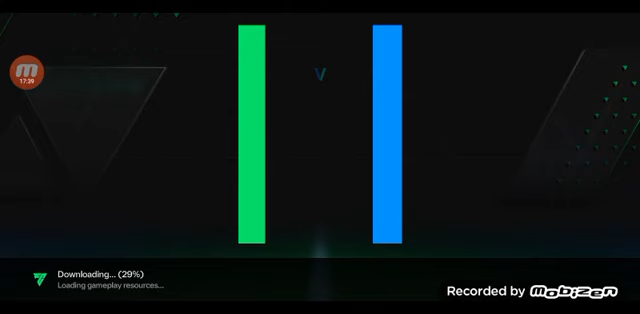 17:39
V
Downloading... (29%)
Loading gameplay resources...
Recorded by Mobizen